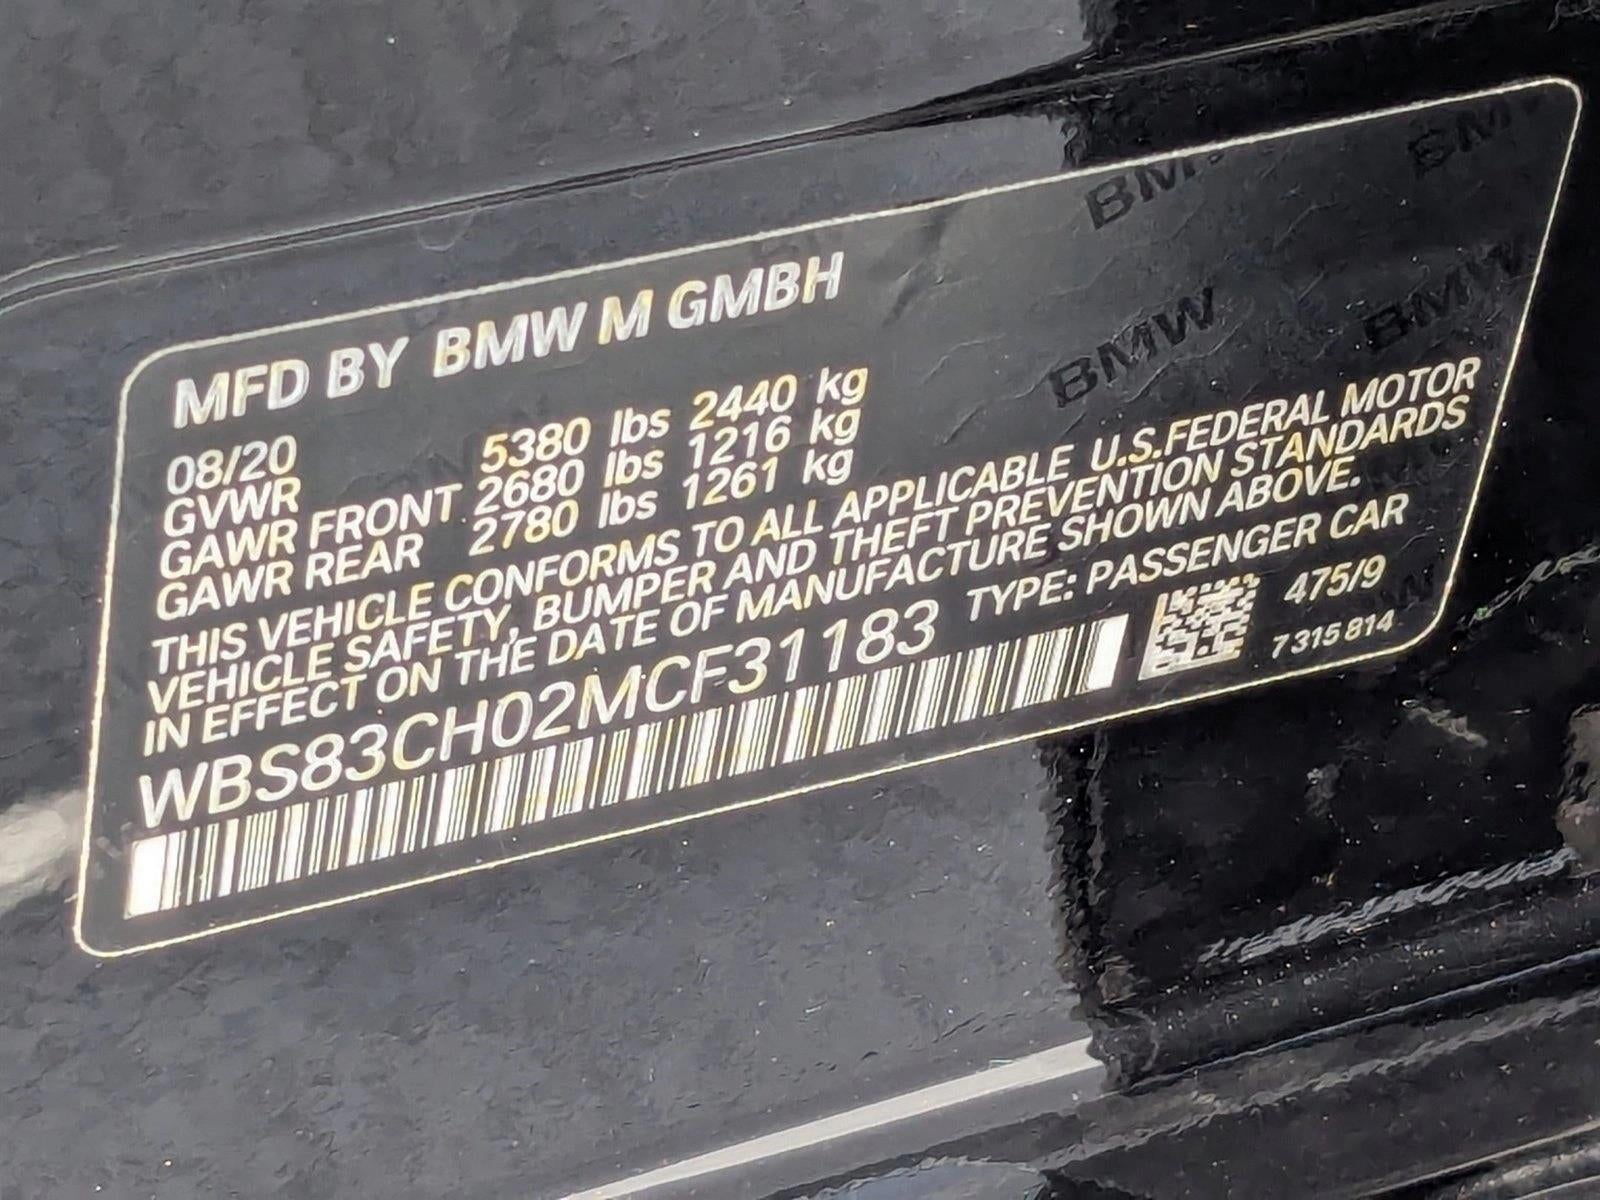 MFD BY BMW M GMBH
08/20
GVWR 5380 lbs 2440 kg
GAWR FRONT 2680 lbs 1216 kg
GAWR REAR 2780 lbs 1261 kg
THIS VEHICLE CONFORMS TO ALL APPLICABLE U.S.FEDERAL MOTOR
VEHICLE SAFETY, BUMPER AND THEFT PREVENTION STANDARDS
IN EFFECT ON THE DATE OF MANUFACTURE SHOWN ABOVE.
WBS83CH02MCF31183 TYPE: PASSENGER CAR
475/9
7 315 814
BMW
BMW
BMW
BMW